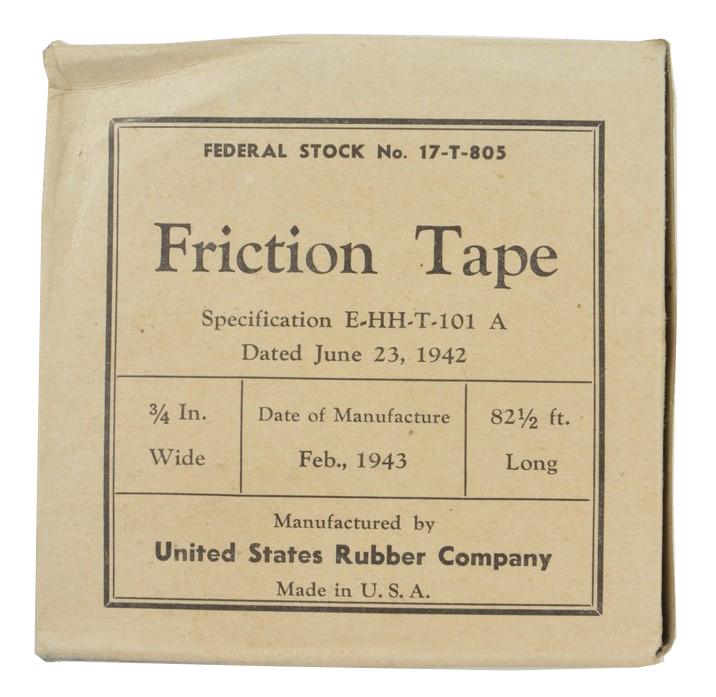 FEDERAL STOCK No. 17-T-805
Friction Tape
Specification E-HH-T-101 A
Dated June 23, 1942
¾ In.
Wide
Date of Manufacture
Feb., 1943
82½ ft.
Long
Manufactured by
United States Rubber Company
Made in U. S. A.